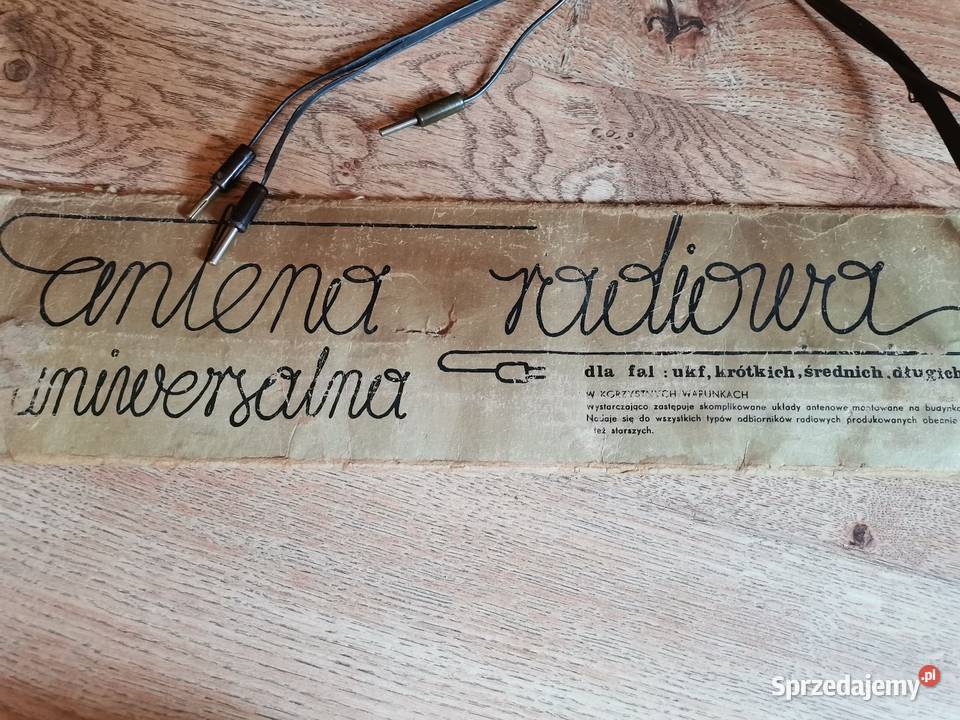 antena radiowa
uniwersalna
dla fal : ukf, krótkich, średnich, długich
W KORZYSTNYCH WARUNKACH
wystarczająco zastępuje skomplikowane układy antenowe montowane na budynko
Nadaje się do wszystkich typów odbiorników radiowych produkowanych obecnie
też starszych.
Sprzedajemy.pl